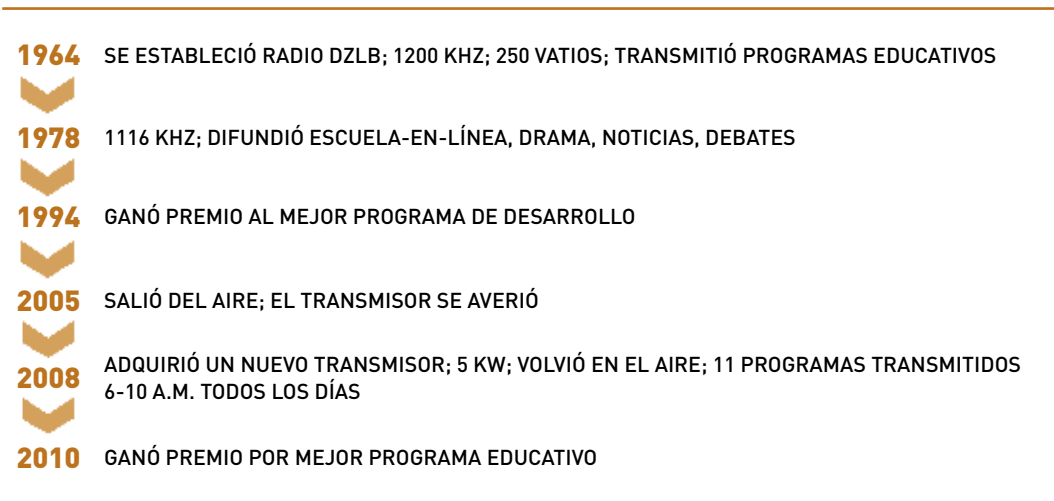 1964 SE ESTABLECIÓ RADIO DZLB; 1200 KHZ; 250 VATIOS; TRANSMITIÓ PROGRAMAS EDUCATIVOS
1978 1116 KHZ; DIFUNDIÓ ESCUELA-EN-LÍNEA, DRAMA, NOTICIAS, DEBATES
1994 GANÓ PREMIO AL MEJOR PROGRAMA DE DESARROLLO
2005 SALIÓ DEL AIRE; EL TRANSMISOR SE AVERIÓ
2008 ADQUIRIÓ UN NUEVO TRANSMISOR; 5 KW; VOLVIÓ EN EL AIRE; 11 PROGRAMAS TRANSMITIDOS
6-10 A.M. TODOS LOS DÍAS
2010 GANÓ PREMIO POR MEJOR PROGRAMA EDUCATIVO